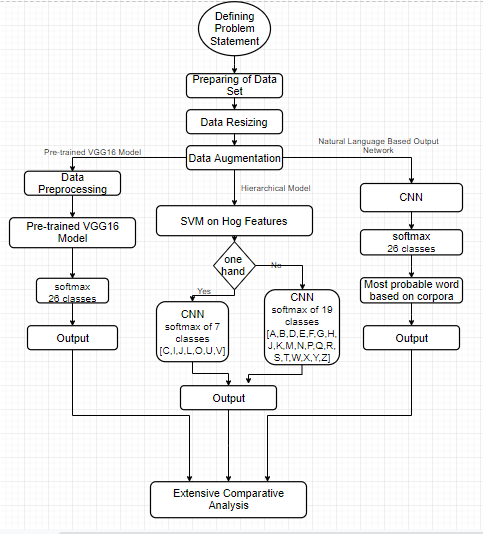 Defining
Problem
Statement
Preparing of Data
Set
Data Resizing
Data Augmentation
Pre-trained VGG16 Model
Natural Language Based Output
Network
Hierarchical Model
Data
Preprocessing
Pre-trained VGG16
Model
softmax
26 classes
Output
SVM on Hog Features
one
hand
Yes
No
CNN
softmax of 7
classes
[C,I,J,L,O,U,V]
CNN
softmax of 19
classes
[A,B,D,E,F,G,H,
J,K,M,N,P,Q,R,
S,T,W,X,Y,Z]
Output
CNN
softmax
26 classes
Most probable word
based on corpora
Output
Extensive Comparative
Analysis